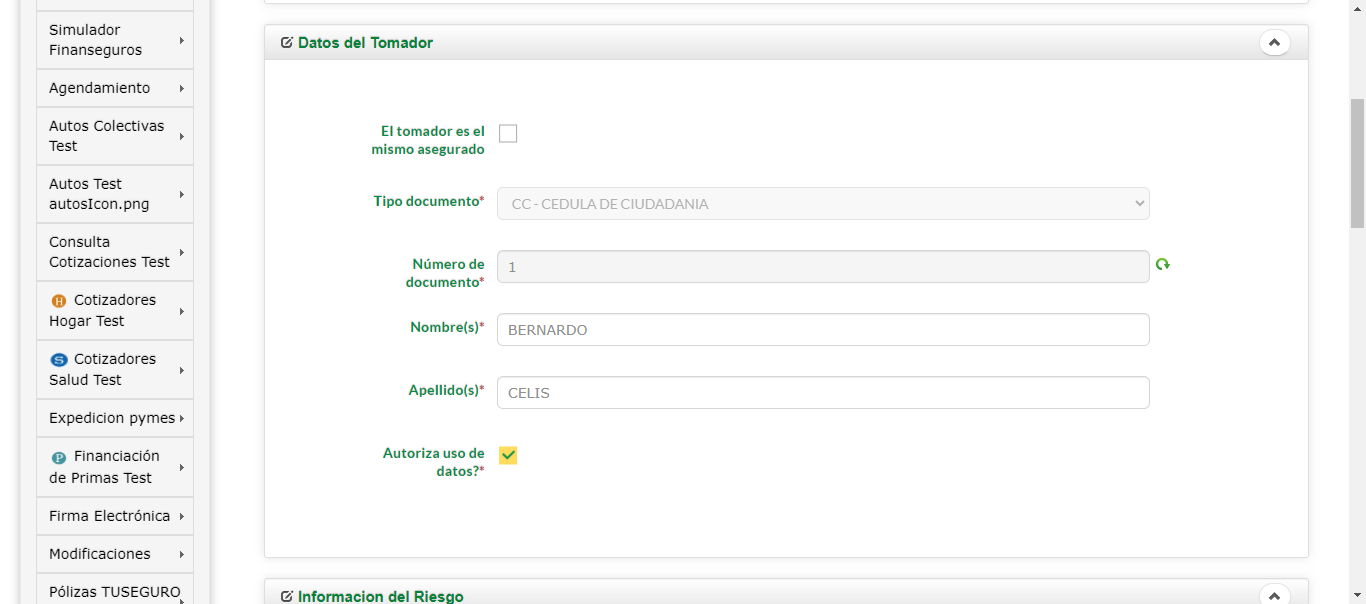 Simulador
Finanseguros
Agendamiento
Autos Colectivas
Test
Autos Test
autosIcon.png
Consulta
Cotizaciones Test
H Cotizadores
Hogar Test
S Cotizadores
Salud Test
Expedicion pymes
P Financiación
de Primas Test
Firma Electrónica
Modificaciones
Pólizas TUSEGURO
Datos del Tomador
El tomador es el
mismo asegurado
Tipo documento*
CC - CEDULA DE CIUDADANIA
Número de
documento*
1
Nombre(s)*
BERNARDO
Apellido(s)*
CELIS
Autoriza uso de
datos?*
Informacion del Riesgo